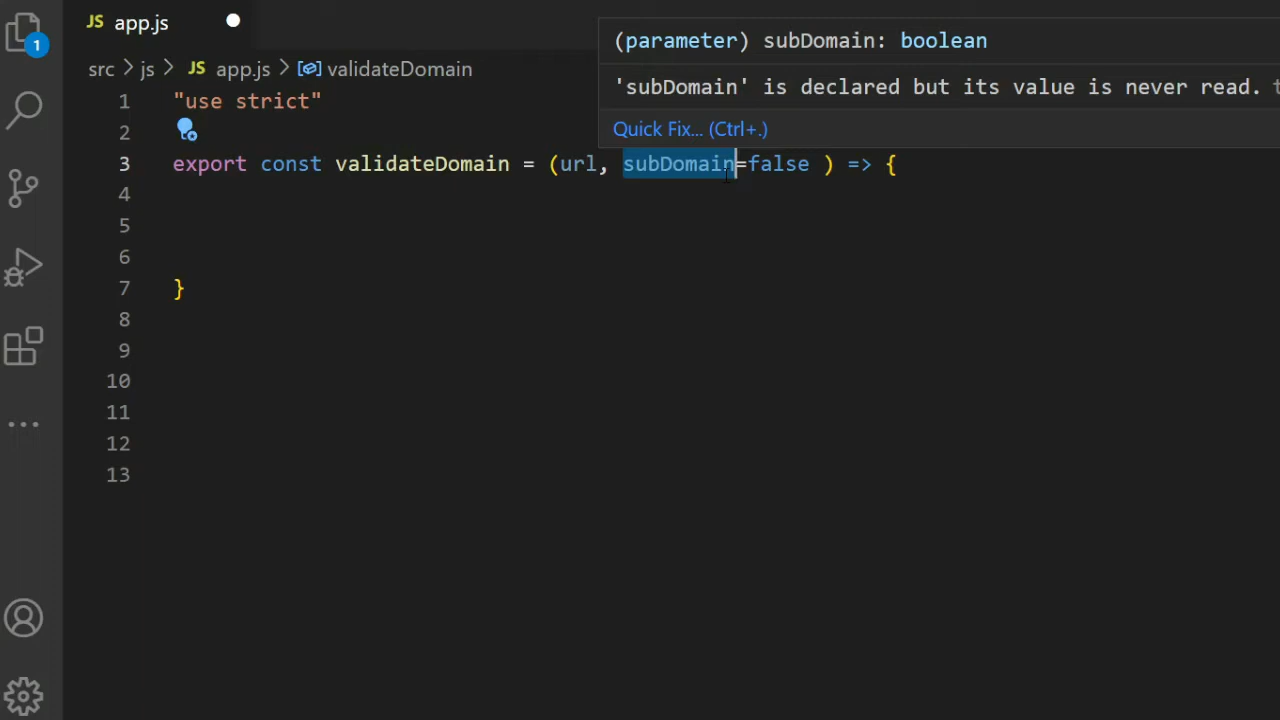 JS app.js
1
src > js > JS app.js > validateDomain
(parameter) subDomain: boolean
'subDomain' is declared but its value is never read.
Quick Fix... (Ctrl+.)
1 "use strict"
2
3 export const validateDomain = (url, subDomain=false ) => {
4
5
6
7 }
8
9
10
11
12
13